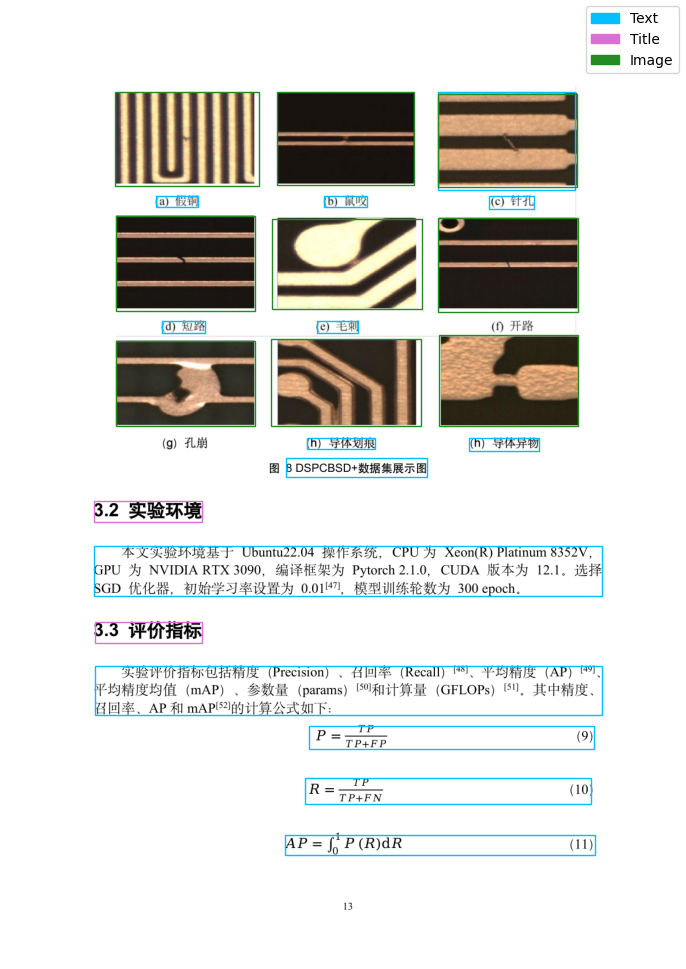 Text
Title
Image
(a) 假铜
(b) 鼠咬
(c) 针孔
(d) 短路
(e) 毛刺
(f) 开路
(g) 孔崩
(h) 导体划痕
(h) 导体异物
图 8 DSPCBSD+数据集展示图
3.2 实验环境
本文实验环境基于 Ubuntu22.04 操作系统，CPU 为 Xeon(R) Platinum 8352V，
GPU 为 NVIDIA RTX 3090，编译框架为 Pytorch 2.1.0，CUDA 版本为 12.1。选择
SGD 优化器，初始学习率设置为 0.01[47]，模型训练轮数为 300 epoch。
3.3 评价指标
实验评价指标包括精度（Precision）、召回率（Recall）[48]、平均精度（AP）[49]、
平均精度均值（mAP）、参数量（params）[50]和计算量（GFLOPs）[51]。其中精度、
召回率、AP 和 mAP[52]的计算公式如下:
P = TP/(TP+FP) (9)
R = TP/(TP+FN) (10)
AP = ∫₀¹ P (R)dR (11)
13